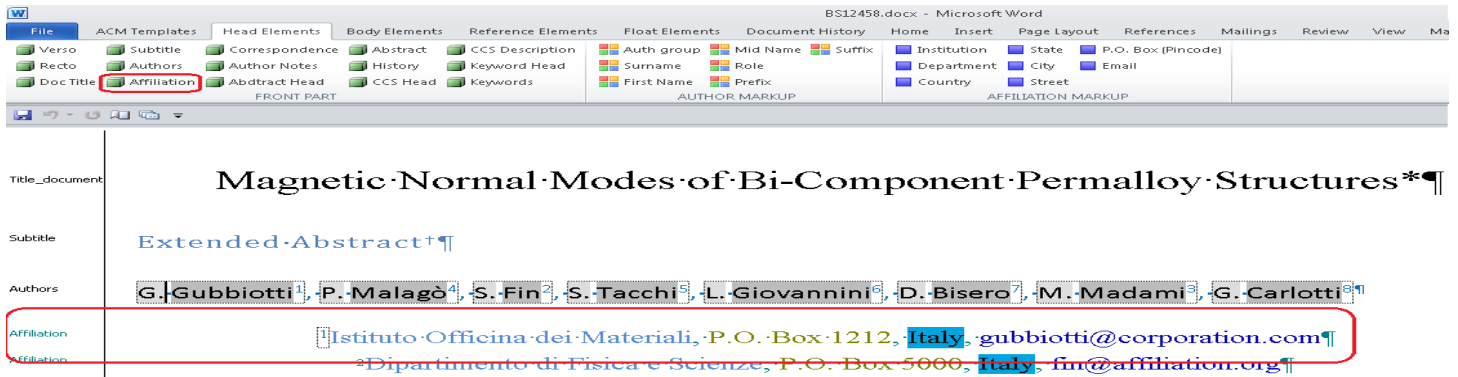 BS12458.docx - Microsoft Word
File ACM Templates Head Elements Body Elements Reference Elements Float Elements Document History Home Insert Page Layout References Mailings Review View Ma
Verso Subtitle Correspondence Abstract CCS Description Auth group Mid Name Suffix Institution State P.O. Box (Pincode)
Recto Authors Author Notes History Keyword Head Surname Role Department City Email
Doc Title Affiliation Abdtract Head CCS Head Keywords First Name Prefix Country Street
FRONT PART AUTHOR MARKUP AFFILIATION MARKUP
Title_document Magnetic·Normal·Modes·of·Bi-Component·Permalloy·Structures*¶
Subtitle Extended·Abstract†¶
Authors G.·Gubbiotti¹,·P.·Malagò⁴,·S.·Fin²,·S.·Tacchi⁵,·L.·Giovannini⁶,·D.·Bisero⁷,·M.·Madami³,·G.·Carlotti⁸¶
Affiliation ¹Istituto·Officina·dei·Materiali,·P.O.·Box·1212,·Italy,·gubbiotti@corporation.com¶
Affiliation ²Dipartimento·di·Fisica·e·Scienze,·P.O.·Box·5000,·Italy,·fin@affiliation.org¶